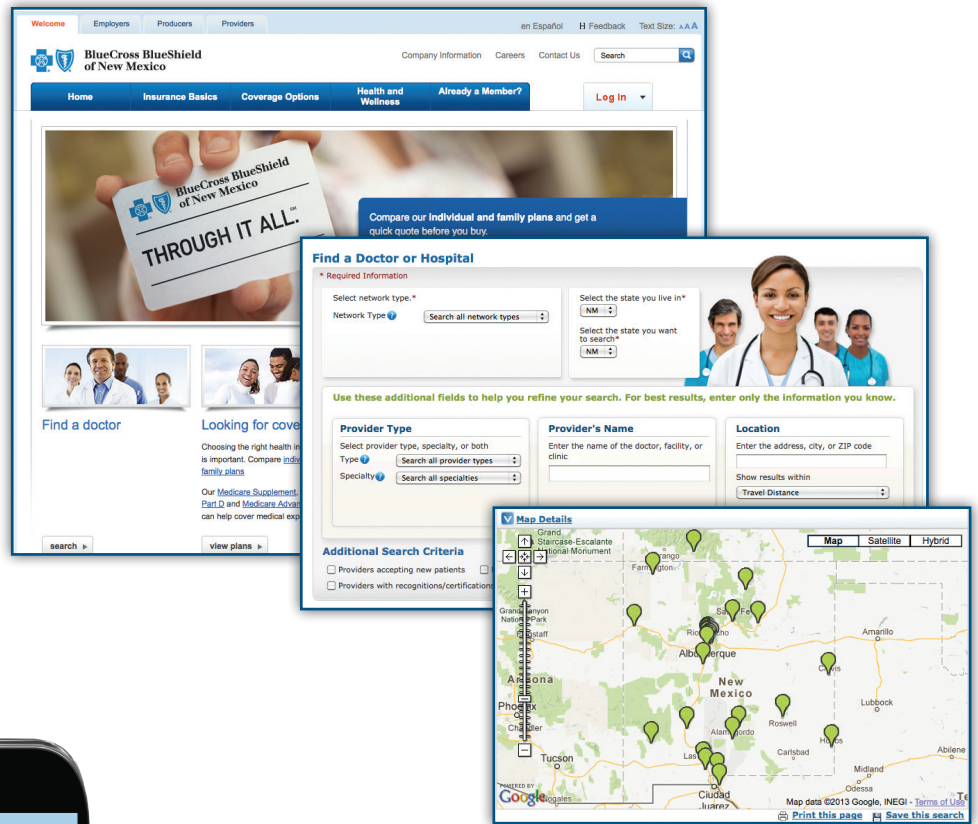 Welcome Employers Producers Providers
en Español H Feedback Text Size: A A A
BlueCross BlueShield
of New Mexico
Company Information Careers Contact Us Search
Home Insurance Basics Coverage Options Health and Wellness Already a Member? Log In
BlueCross BlueShield
of New Mexico
THROUGH IT ALL.℠
Compare our individual and family plans and get a
quick quote before you buy.
Find a doctor
search
Looking for cove
Choosing the right health in
is important. Compare indiv
family plans
Our Medicare Supplement,
Part D and Medicare Advan
can help cover medical exp
view plans
Find a Doctor or Hospital
* Required Information
Select network type.*
Network Type ? Search all network types
Select the state you live in*
NM
Select the state you want
to search*
NM
Use these additional fields to help you refine your search. For best results, enter only the information you know.
Provider Type
Select provider type, specialty, or both
Type ? Search all provider types
Specialty ? Search all specialties
Provider's Name
Enter the name of the doctor, facility, or
clinic
Location
Enter the address, city, or ZIP code
Show results within
Travel Distance
Additional Search Criteria
Providers accepting new patients
Providers with recognitions/certifications
Map Details
Map Satellite Hybrid
Grand
Staircase-Escalante
National Monument
Amarillo
New
Mexico
Lubbock
Roswell
Carlsbad
Abilene
Tucson
Midland
Odessa
Ciudad
Juarez
POWERED BY
Google
Map data ©2013 Google, INEGI - Terms of Use
Print this page Save this search